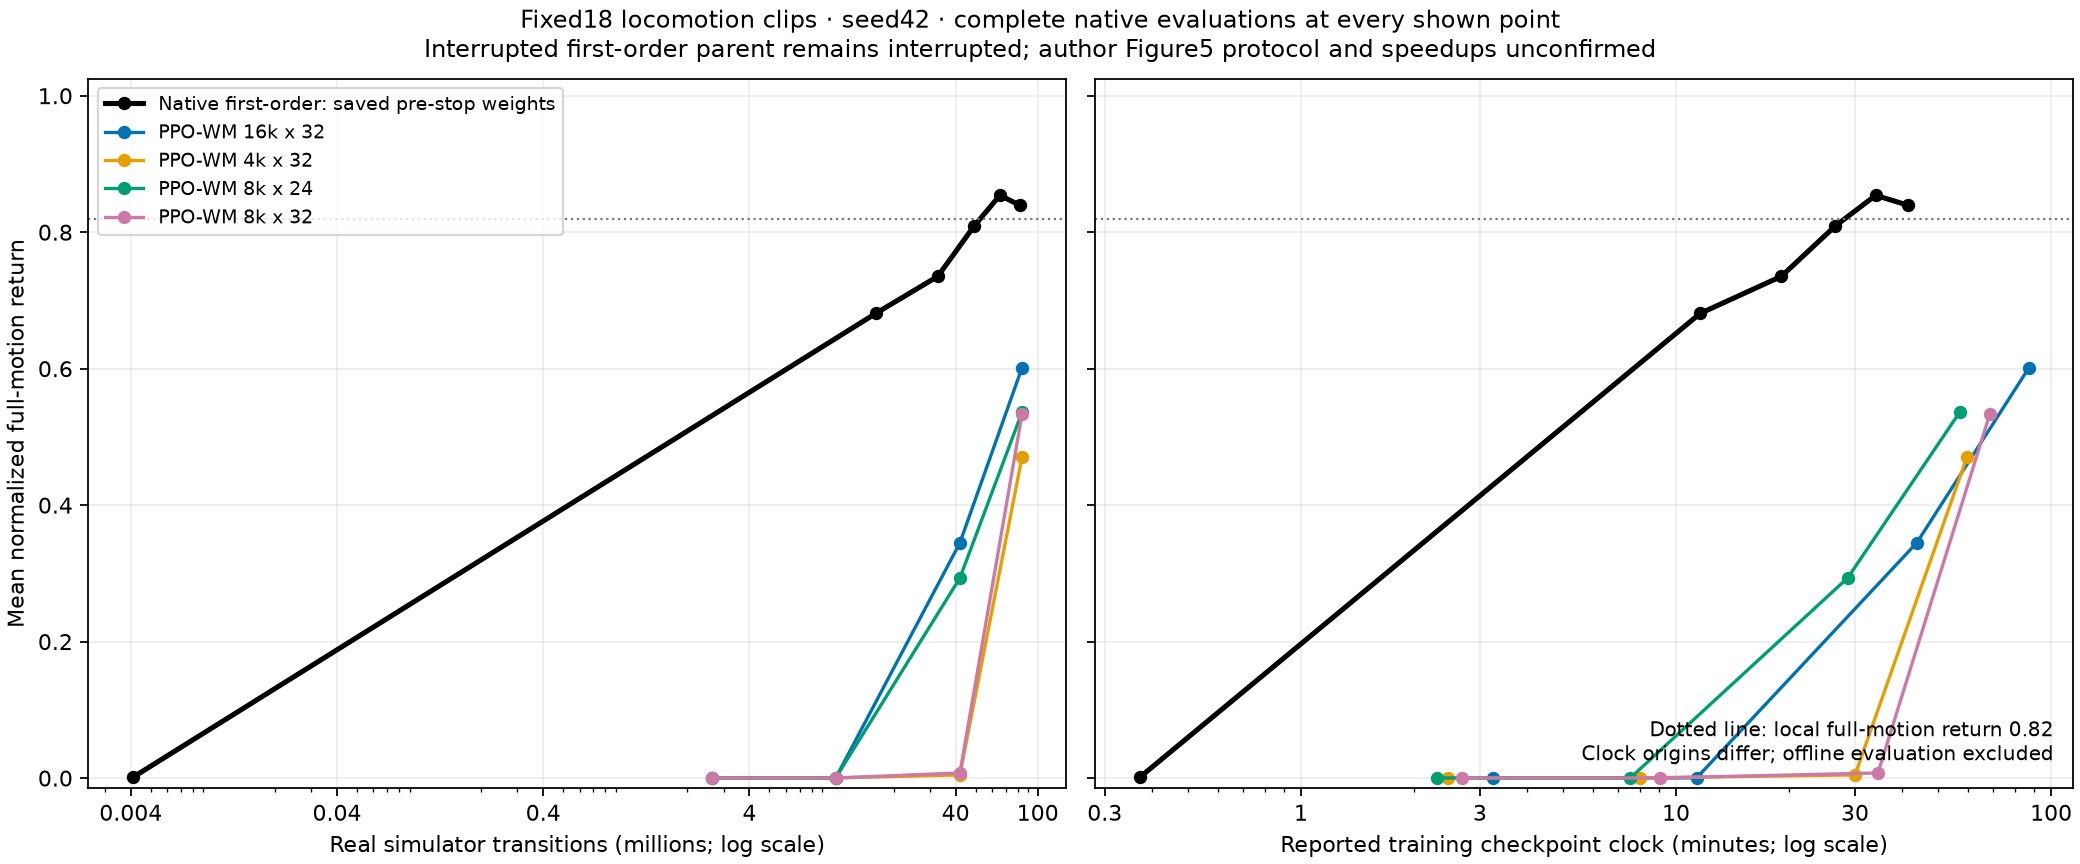 Fixed18 locomotion clips · seed42 · complete native evaluations at every shown point
Interrupted first-order parent remains interrupted; author Figure5 protocol and speedups unconfirmed
Mean normalized full-motion return
1.0
0.8
0.6
0.4
0.2
0.0
Native first-order: saved pre-stop weights
PPO-WM 16k x 32
PPO-WM 4k x 32
PPO-WM 8k x 24
PPO-WM 8k x 32
0.004
0.04
0.4
4
40
100
Real simulator transitions (millions; log scale)
Dotted line: local full-motion return 0.82
Clock origins differ; offline evaluation excluded
0.3
1
3
10
30
100
Reported training checkpoint clock (minutes; log scale)